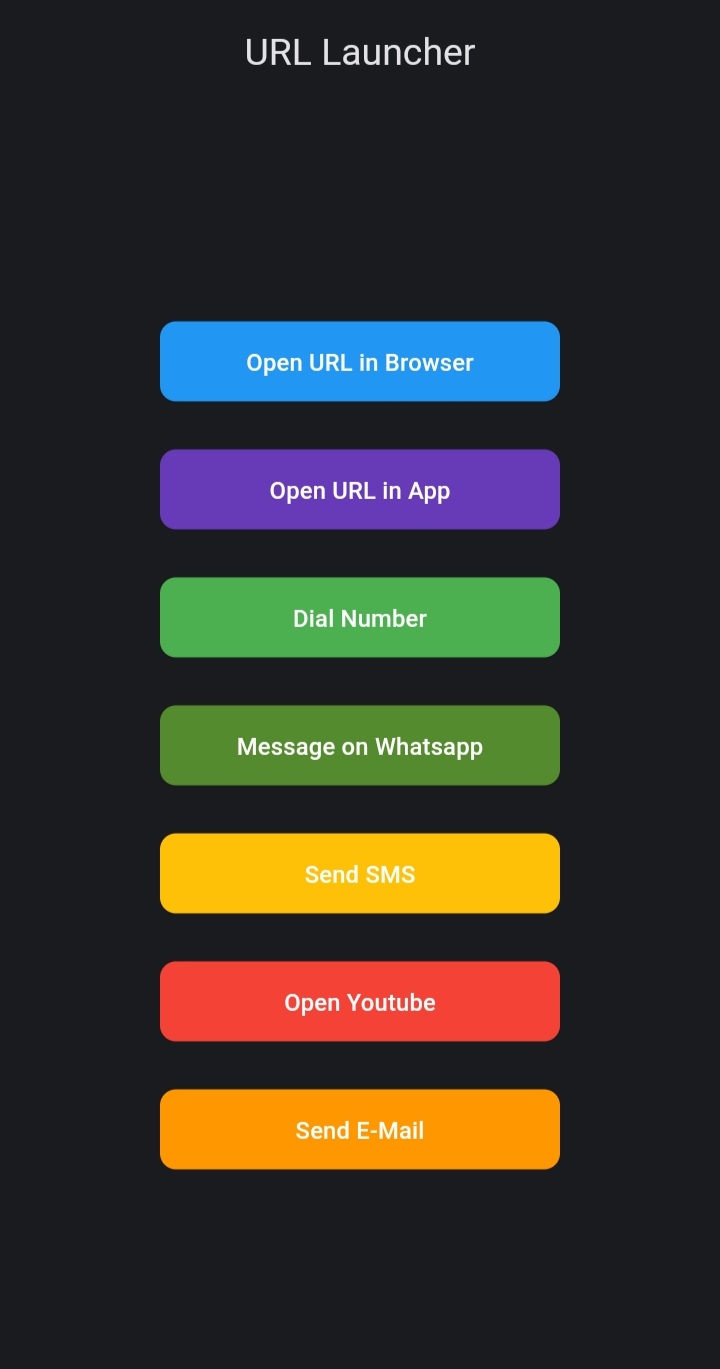 URL Launcher
Open URL in Browser
Open URL in App
Dial Number
Message on Whatsapp
Send SMS
Open Youtube
Send E-Mail